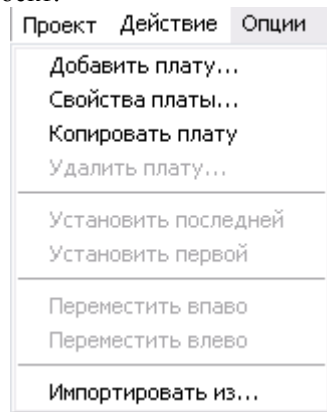 Проект Действие Опции
Добавить плату...
Свойства платы...
Копировать плату
Удалить плату...
Установить последней
Установить первой
Переместить впаво
Переместить влево
Импортировать из...